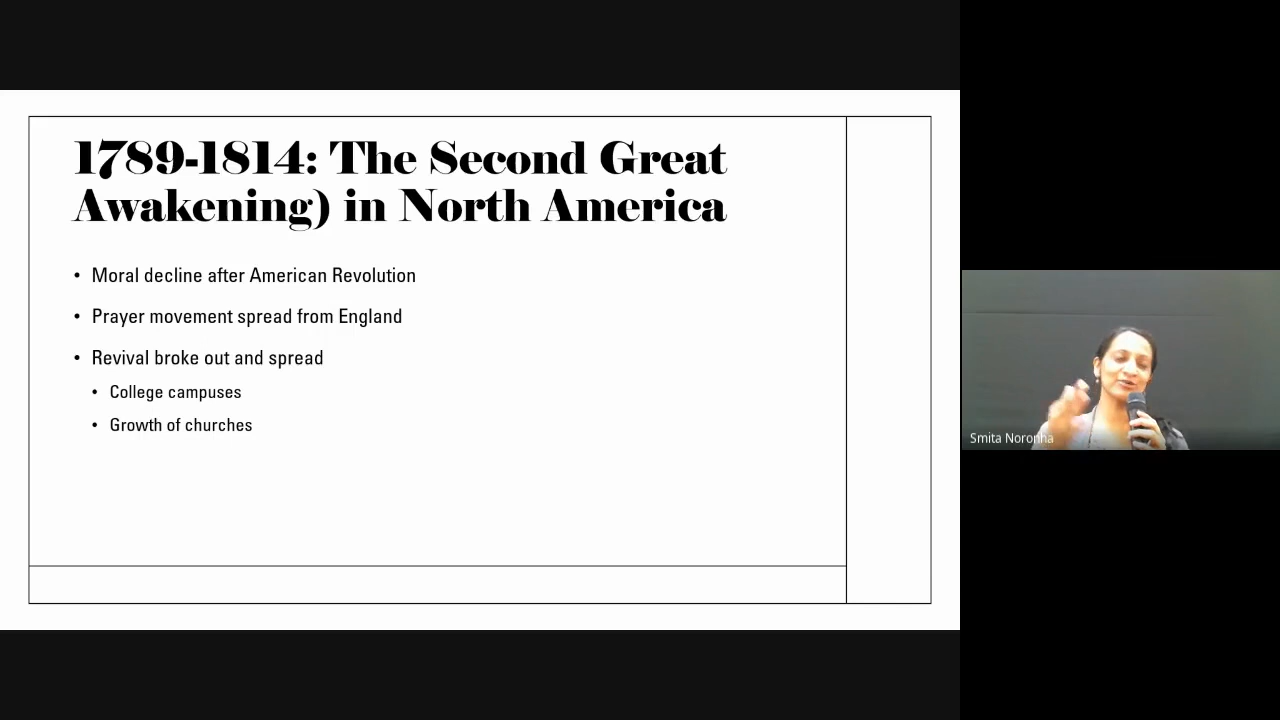 1789-1814: The Second Great
Awakening) in North America
• Moral decline after American Revolution
• Prayer movement spread from England
• Revival broke out and spread
• College campuses
• Growth of churches
Smita Noronha